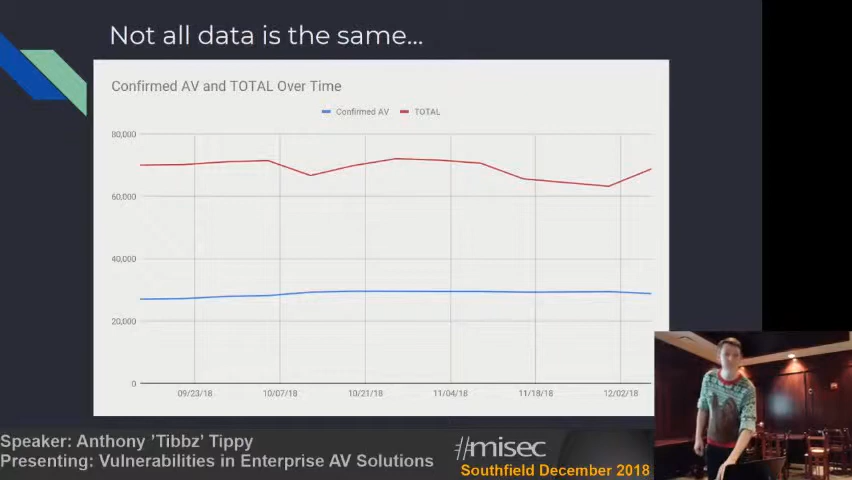 Not all data is the same...
Confirmed AV and TOTAL Over Time
Confirmed AV TOTAL
80,000
60,000
40,000
20,000
0
09/23/18 10/07/18 10/21/18 11/04/18 11/18/18 12/02/18
Speaker: Anthony 'Tibbz' Tippy
Presenting: Vulnerabilities in Enterprise AV Solutions
#misec
Southfield December 2018